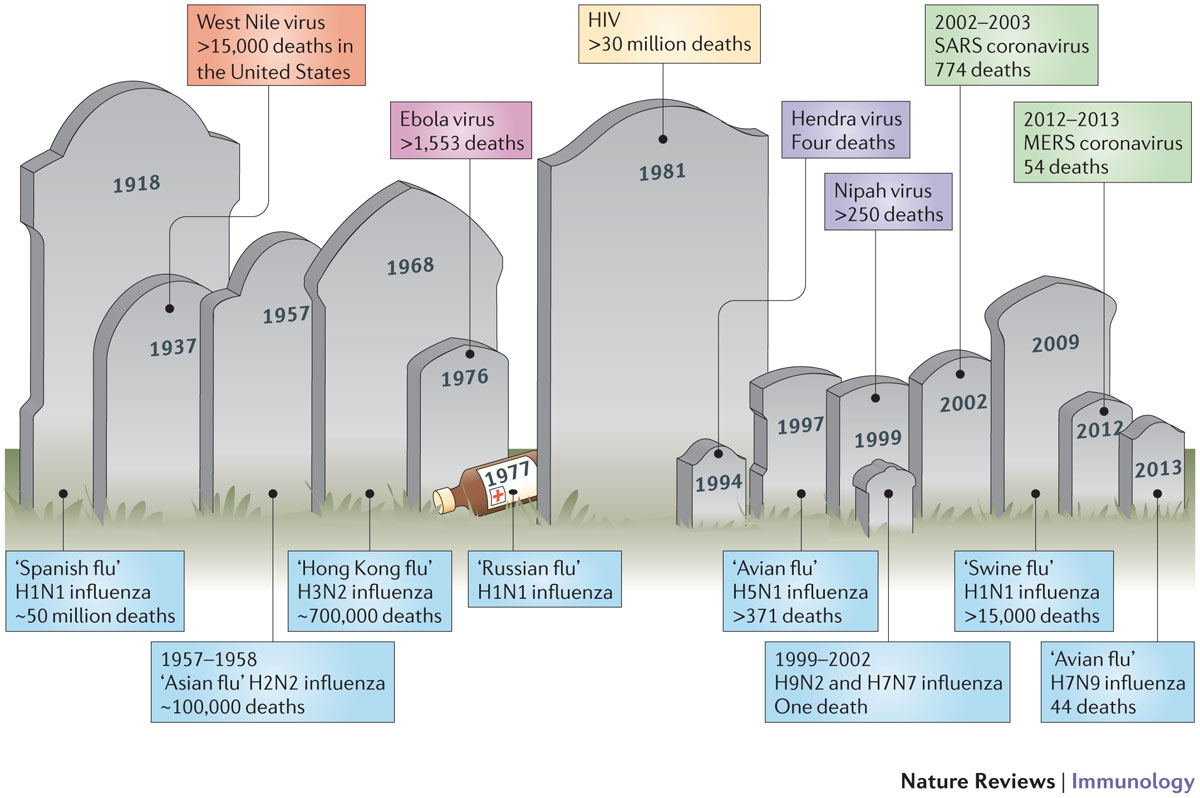 West Nile virus
>15,000 deaths in
the United States
HIV
>30 million deaths
2002–2003
SARS coronavirus
774 deaths
Ebola virus
>1,553 deaths
Hendra virus
Four deaths
2012–2013
MERS coronavirus
54 deaths
Nipah virus
>250 deaths
1918
1937
1957
1968
1976
1977
1981
1994
1997
1999
2002
2009
2012
2013
‘Spanish flu’
H1N1 influenza
~50 million deaths
‘Hong Kong flu’
H3N2 influenza
~700,000 deaths
‘Russian flu’
H1N1 influenza
‘Avian flu’
H5N1 influenza
>371 deaths
‘Swine flu’
H1N1 influenza
>15,000 deaths
1957–1958
‘Asian flu’ H2N2 influenza
~100,000 deaths
1999–2002
H9N2 and H7N7 influenza
One death
‘Avian flu’
H7N9 influenza
44 deaths
Nature Reviews | Immunology